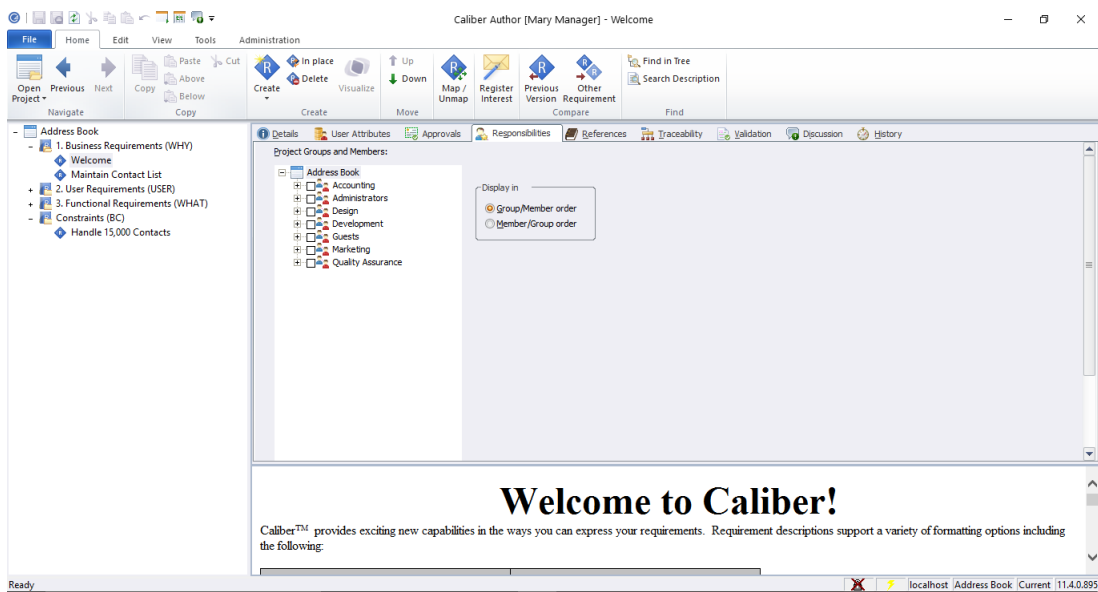 Caliber Author [Mary Manager] - Welcome
File Home Edit View Tools Administration
Open Project
Previous
Next
Navigate
Copy
Paste
Cut
Above
Below
Copy
Create
In place
Delete
Visualize
Create
Up
Down
Move
Map / Unmap
Register Interest
Previous Version
Other Requirement
Compare
Find in Tree
Search Description
Find
Address Book
1. Business Requirements (WHY)
Welcome
Maintain Contact List
2. User Requirements (USER)
3. Functional Requirements (WHAT)
Constraints (BC)
Handle 15,000 Contacts
Details User Attributes Approvals Responsibilities References Traceability Validation Discussion History
Project Groups and Members:
Address Book
Accounting
Administrators
Design
Development
Guests
Marketing
Quality Assurance
Display in
Group/Member order
Member/Group order
Welcome to Caliber!
Caliber™ provides exciting new capabilities in the ways you can express your requirements. Requirement descriptions support a variety of formatting options including
the following:
Ready
localhost Address Book Current 11.4.0.895